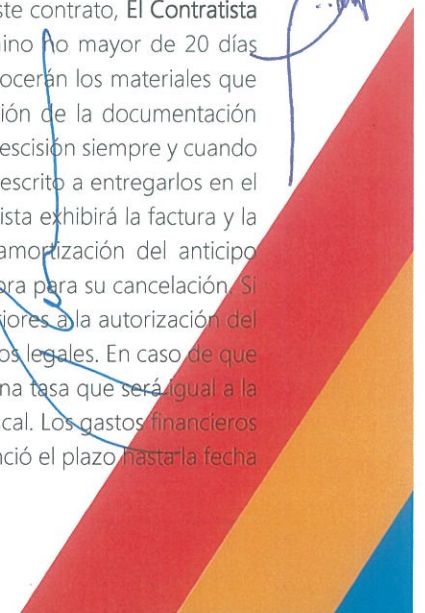 ste contrato, El Contratista
ino no mayor de 20 días
ocerán los materiales que
ión de la documentación
escisión siempre y cuando
escrito a entregarlos en el
ista exhibirá la factura y la
amortización del anticipo
ora para su cancelación. Si
iores a la autorización del
os legales. En caso de que
na tasa que será igual a la
cal. Los gastos financieros
nció el plazo hasta la fecha